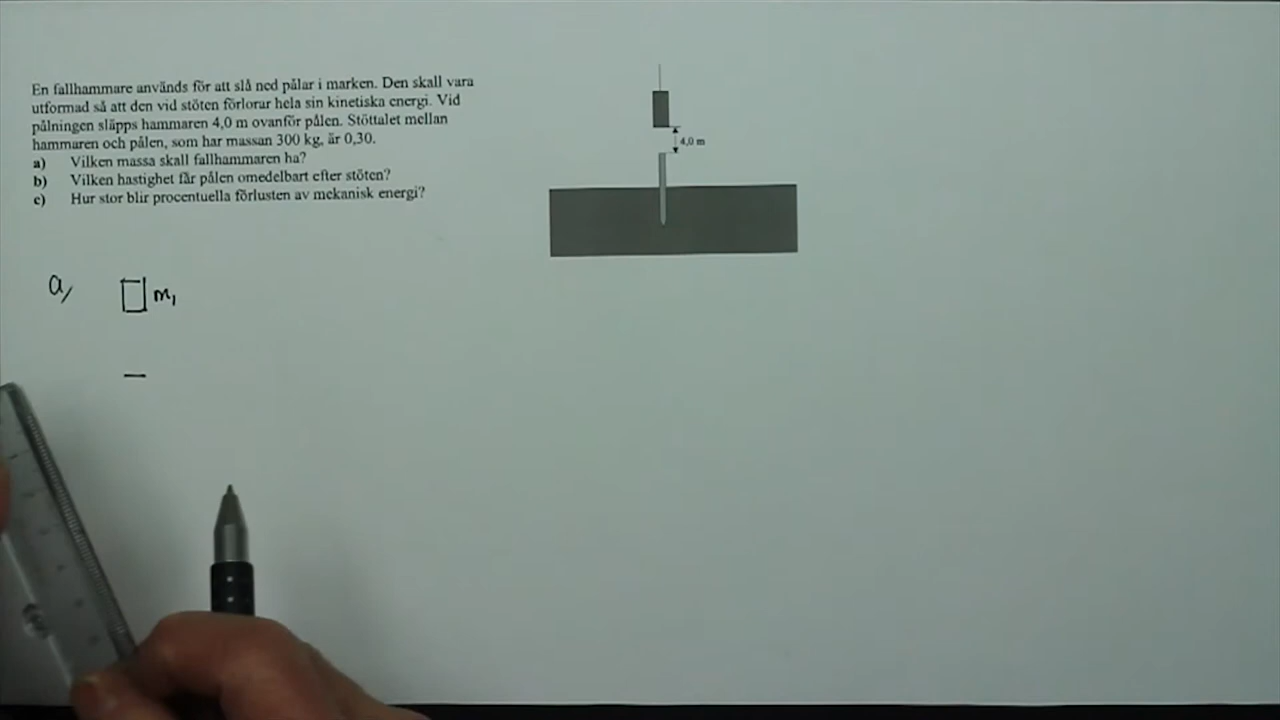 En fallhammare används för att slå ned pålar i marken. Den skall vara
utformad så att den vid stöten förlorar hela sin kinetiska energi. Vid
pålningen släpps hammaren 4,0 m ovanför pålen. Stöttalet mellan
hammaren och pålen, som har massan 300 kg, är 0,30.
a) Vilken massa skall fallhammaren ha?
b) Vilken hastighet får pålen omedelbart efter stöten?
c) Hur stor blir procentuella förlusten av mekanisk energi?
4,0 m
a, m₁